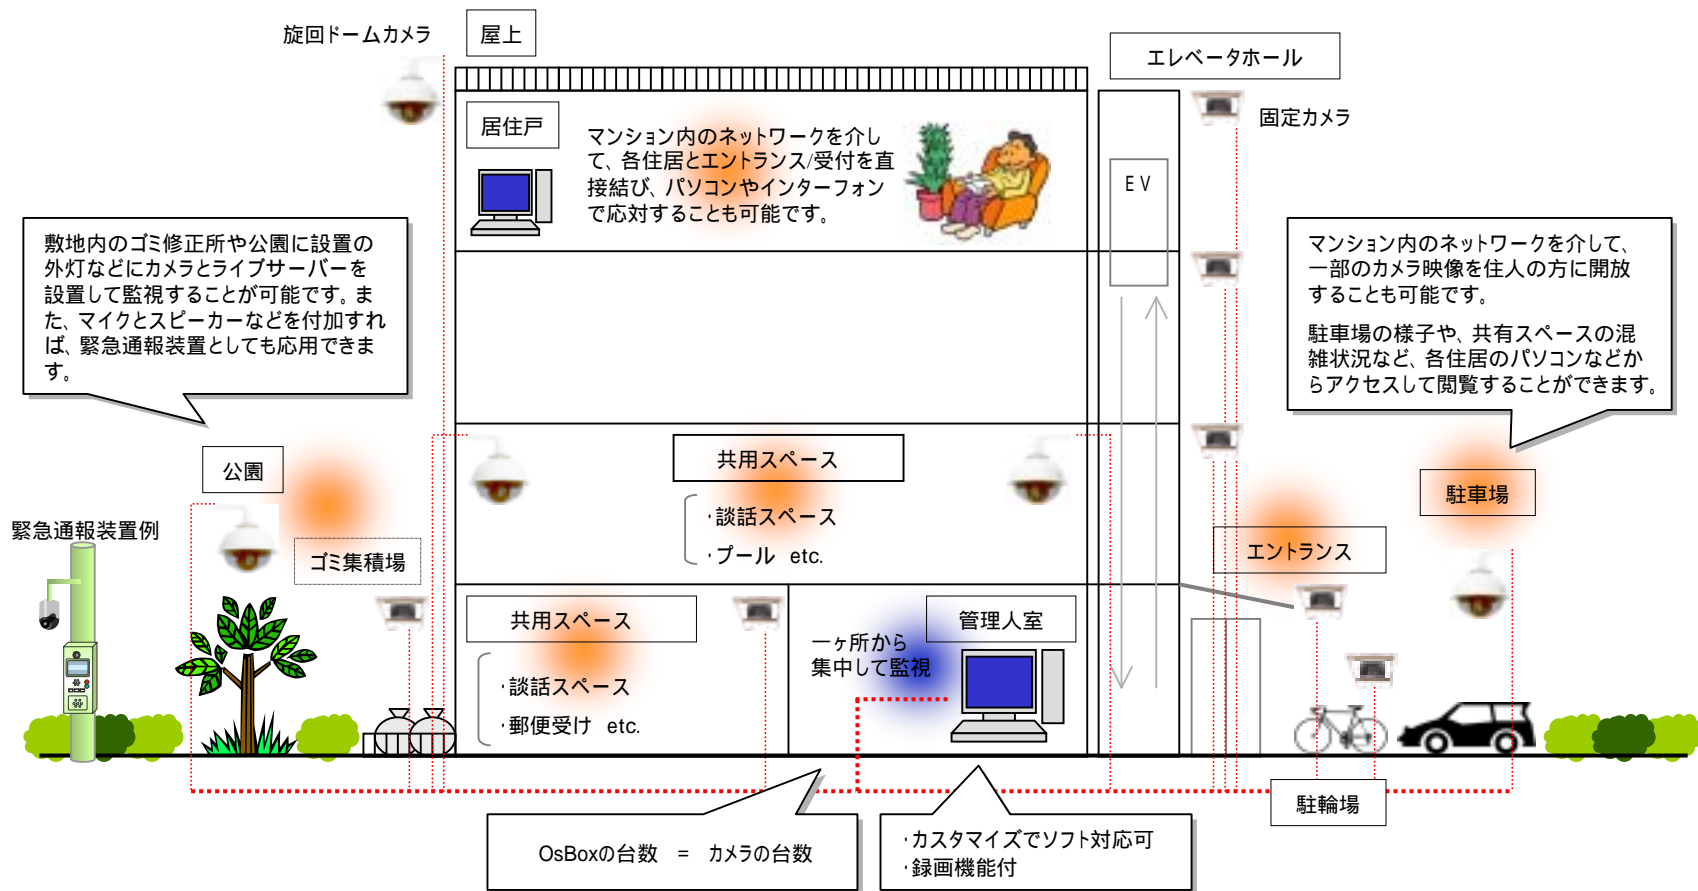 旋回ドームカメラ
屋上
エレベータホール
固定カメラ
居住戸
マンション内のネットワークを介し
て、各住居とエントランス/受付を直
接結び、パソコンやインターフォン
で応対することも可能です。
EV
敷地内のゴミ修正所や公園に設置の
外灯などにカメラとライブサーバーを
設置して監視することが可能です。ま
た、マイクとスピーカーなどを付加すれ
ば、緊急通報装置としても応用できま
す。
マンション内のネットワークを介して、
一部のカメラ映像を住人の方に開放
することも可能です。
駐車場の様子や、共有スペースの混
雑状況など、各住居のパソコンなどか
らアクセスして閲覧することができます。
公園
共用スペース
・談話スペース
・プール etc.
駐車場
緊急通報装置例
ゴミ集積場
エントランス
共用スペース
・談話スペース
・郵便受け etc.
一ヶ所から
集中して監視
管理人室
駐輪場
OsBoxの台数 = カメラの台数
・カスタマイズでソフト対応可
・録画機能付